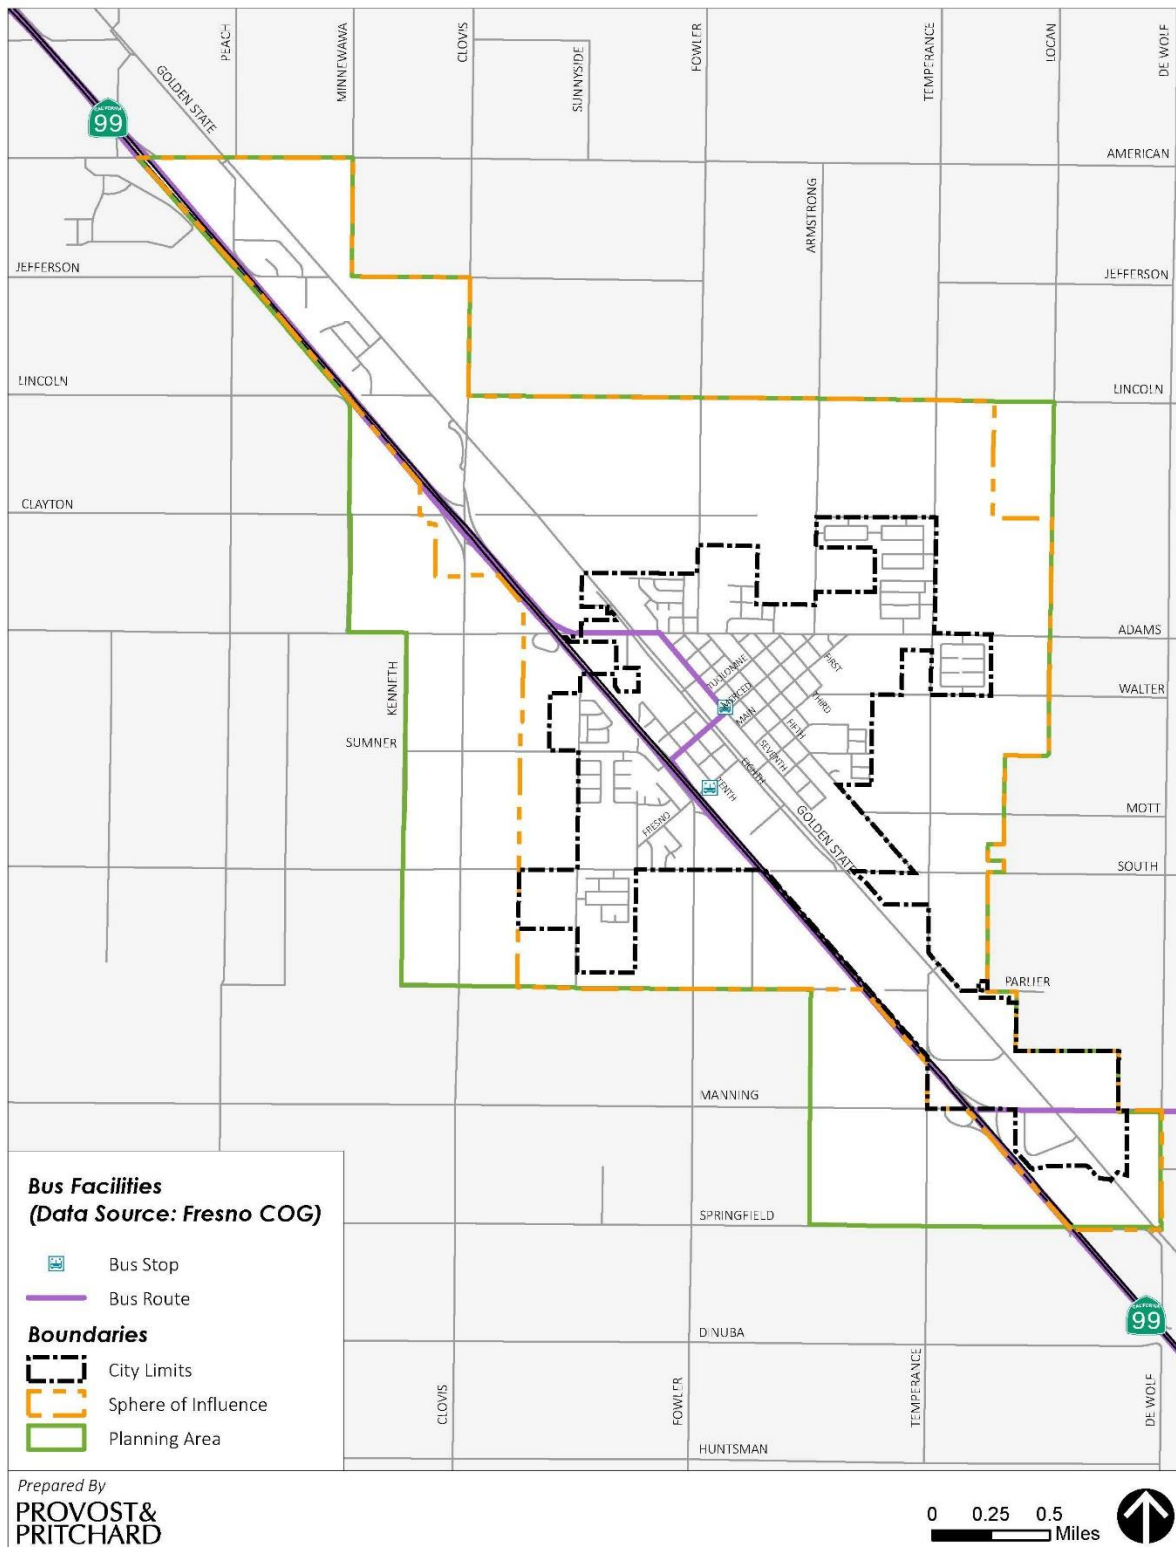 PEACH
MINNEWAWA
CLOVIS
SUNNYSIDE
FOWLER
TEMPERANCE
LOCAN
DE WOLF
GOLDEN STATE
CALIFORNIA
99
AMERICAN
ARMSTRONG
JEFFERSON
JEFFERSON
LINCOLN
LINCOLN
CLAYTON
ADAMS
FIRST
TUOLUMNE
WALTER
KENNETH
MERCED
THIRD
MAIN
FIFTH
SUMNER
SEVENTH
EIGHTH
TENTH
MOTT
FRESNO
GOLDEN STATE
SOUTH
PARLIER
MANNING
SPRINGFIELD
Bus Facilities
(Data Source: Fresno COG)
Bus Stop
Bus Route
Boundaries
City Limits
Sphere of Influence
Planning Area
CALIFORNIA
99
DINUBA
CLOVIS
FOWLER
TEMPERANCE
DE WOLF
HUNTSMAN
Prepared By
PROVOST&
PRITCHARD
0 0.25 0.5
Miles